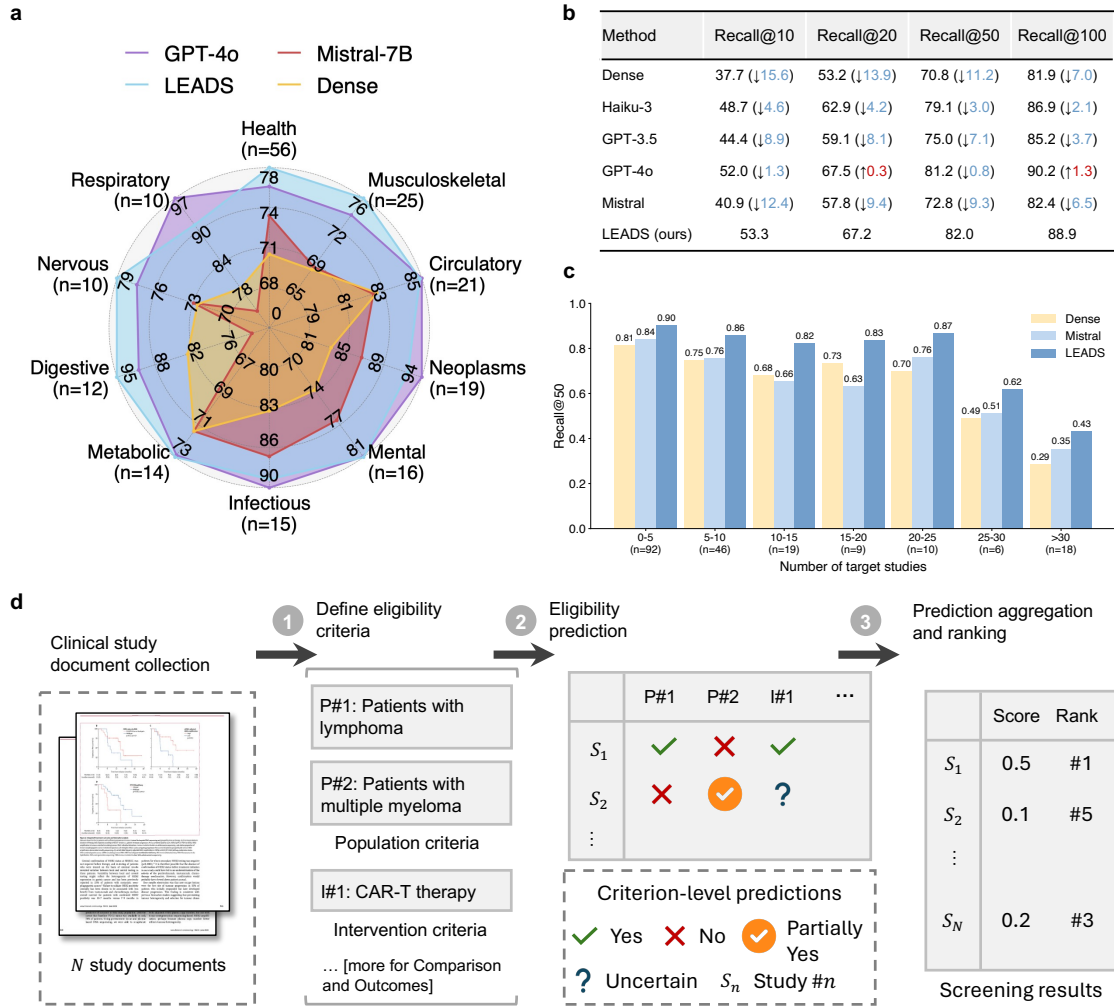 a
GPT-4o
Mistral-7B
LEADS
Dense
Health
(n=56)
Musculoskeletal
(n=25)
Circulatory
(n=21)
Neoplasms
(n=19)
Mental
(n=16)
Infectious
(n=15)
Metabolic
(n=14)
Digestive
(n=12)
Nervous
(n=10)
Respiratory
(n=10)
78
74
71
68
76
72
69
65
85
83
81
79
94
89
85
81
81
77
74
70
90
86
83
80
73
71
69
67
95
88
82
76
79
76
73
70
97
90
84
78
0
b
Method Recall@10 Recall@20 Recall@50 Recall@100
Dense 37.7 (↓15.6) 53.2 (↓13.9) 70.8 (↓11.2) 81.9 (↓7.0)
Haiku-3 48.7 (↓4.6) 62.9 (↓4.2) 79.1 (↓3.0) 86.9 (↓2.1)
GPT-3.5 44.4 (↓8.9) 59.1 (↓8.1) 75.0 (↓7.1) 85.2 (↓3.7)
GPT-4o 52.0 (↓1.3) 67.5 (↑0.3) 81.2 (↓0.8) 90.2 (↑1.3)
Mistral 40.9 (↓12.4) 57.8 (↓9.4) 72.8 (↓9.3) 82.4 (↓6.5)
LEADS (ours) 53.3 67.2 82.0 88.9
c
Recall@50
1.0
0.8
0.6
0.4
0.2
0.0
Dense
Mistral
LEADS
0.81 0.84 0.90
0.75 0.76 0.86
0.68 0.66 0.82
0.73 0.63 0.83
0.70 0.76 0.87
0.49 0.51 0.62
0.29 0.35 0.43
0-5 5-10 10-15 15-20 20-25 25-30 >30
(n=92) (n=46) (n=19) (n=9) (n=10) (n=6) (n=18)
Number of target studies
d
Clinical study
document collection
N study documents
1
Define eligibility
criteria
P#1: Patients with
lymphoma
P#2: Patients with
multiple myeloma
Population criteria
I#1: CAR-T therapy
Intervention criteria
… [more for Comparison
and Outcomes]
2
Eligibility
prediction
P#1 P#2 I#1 ···
S1
S2 ?
⋮
Criterion-level predictions
Yes No Partially
Yes
? Uncertain Sn Study #n
3
Prediction aggregation
and ranking
Score Rank
S1 0.5 #1
S2 0.1 #5
⋮ ⋮
SN 0.2 #3
Screening results